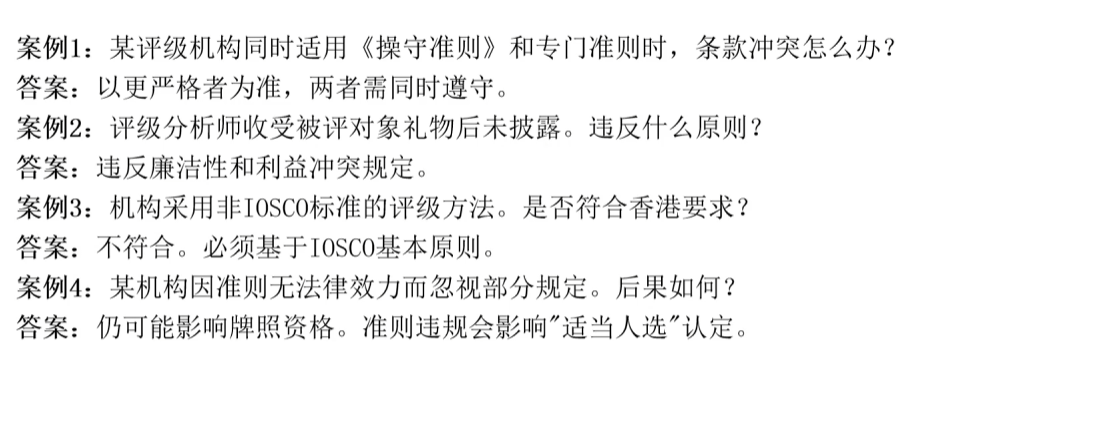 案例1：某评级机构同时适用《操守准则》和专门准则时，条款冲突怎么办？
答案：以更严格者为准，两者需同时遵守。
案例2：评级分析师收受被评对象礼物后未披露。违反什么原则？
答案：违反廉洁性和利益冲突规定。
案例3：机构采用非IOSCO标准的评级方法。是否符合香港要求？
答案：不符合。必须基于IOSCO基本原则。
案例4：某机构因准则无法律效力而忽视部分规定。后果如何？
答案：仍可能影响牌照资格。准则违规会影响"适当人选"认定。